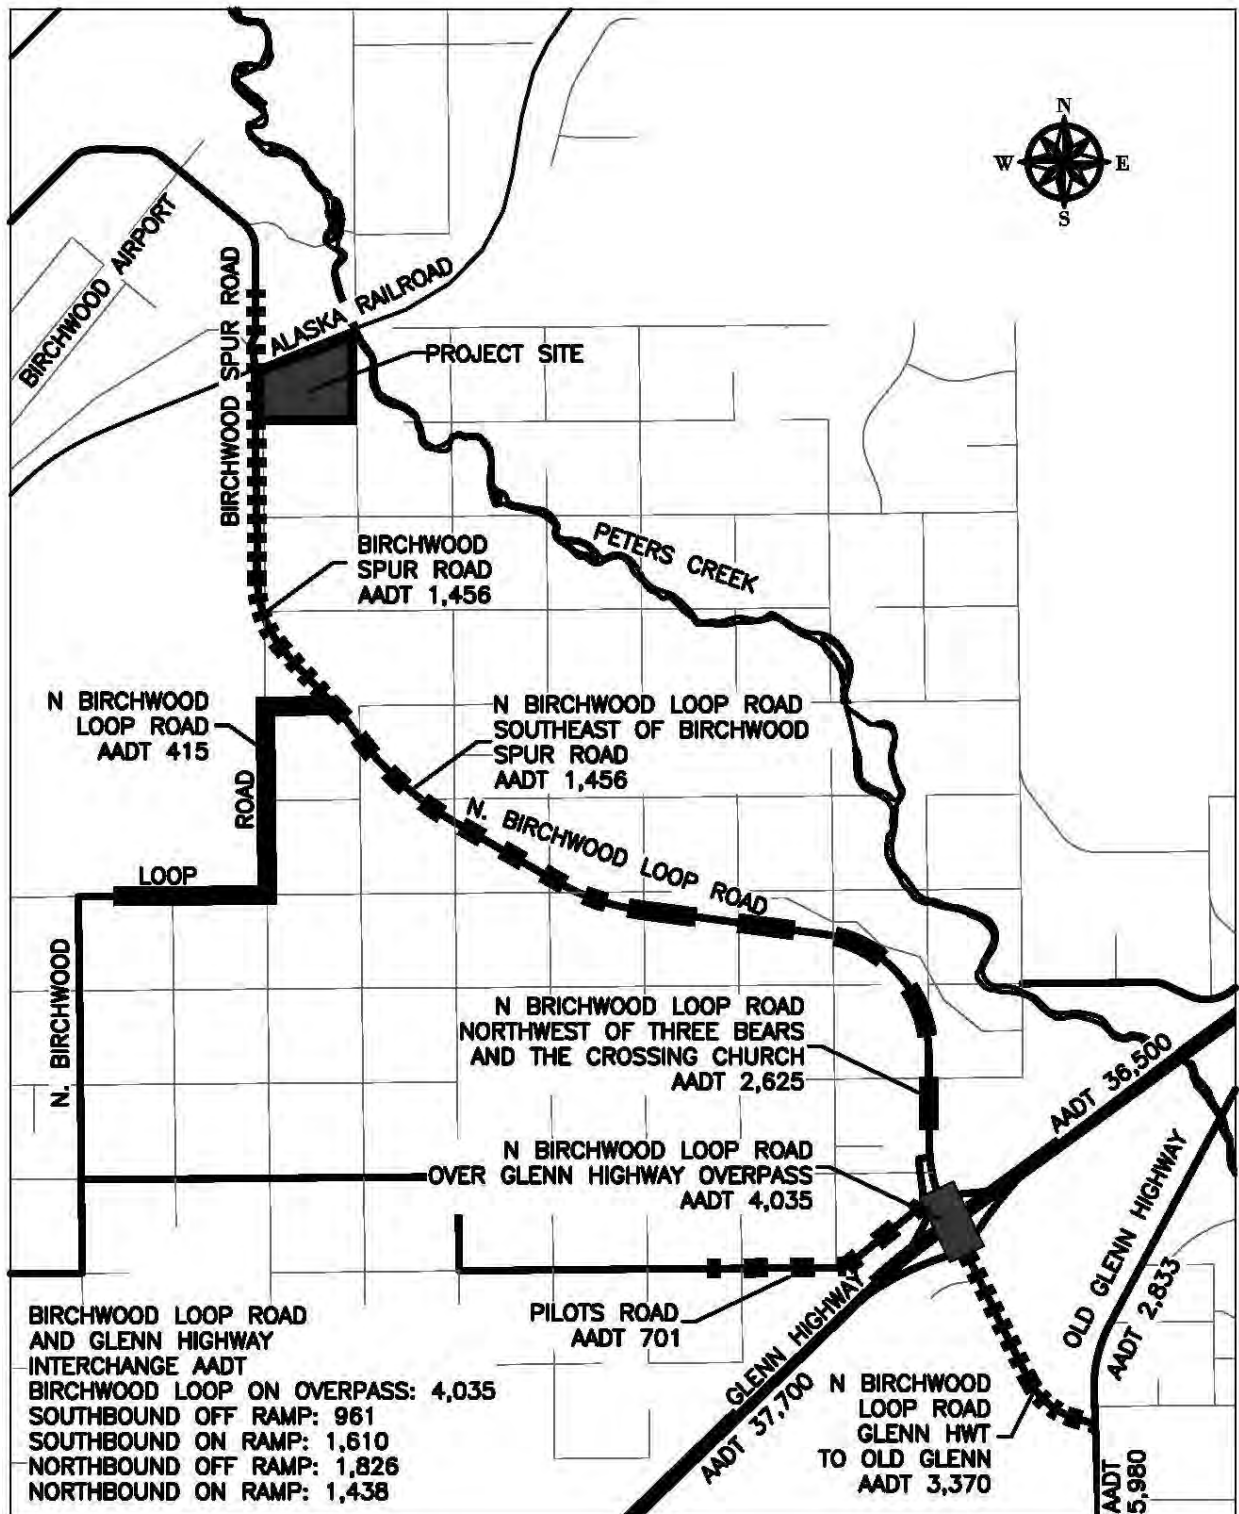 N
W E
S
BIRCHWOOD AIRPORT
BIRCHWOOD SPUR ROAD
ALASKA RAILROAD
PROJECT SITE
PETERS CREEK
BIRCHWOOD
SPUR ROAD
AADT 1,456
N BIRCHWOOD
LOOP ROAD
AADT 415
N BIRCHWOOD LOOP ROAD
SOUTHEAST OF BIRCHWOOD
SPUR ROAD
AADT 1,456
ROAD
LOOP
N. BIRCHWOOD
N. BIRCHWOOD LOOP ROAD
N BRICHWOOD LOOP ROAD
NORTHWEST OF THREE BEARS
AND THE CROSSING CHURCH
AADT 2,625
AADT 36,500
N BIRCHWOOD LOOP ROAD
OVER GLENN HIGHWAY OVERPASS
AADT 4,035
OLD GLENN HIGHWAY
AADT 2,833
PILOTS ROAD
AADT 701
GLENN HIGHWAY
AADT 37,700
N BIRCHWOOD
LOOP ROAD
GLENN HWT
TO OLD GLENN
AADT 3,370
AADT
5,980
BIRCHWOOD LOOP ROAD
AND GLENN HIGHWAY
INTERCHANGE AADT
BIRCHWOOD LOOP ON OVERPASS: 4,035
SOUTHBOUND OFF RAMP: 961
SOUTHBOUND ON RAMP: 1,610
NORTHBOUND OFF RAMP: 1,826
NORTHBOUND ON RAMP: 1,438